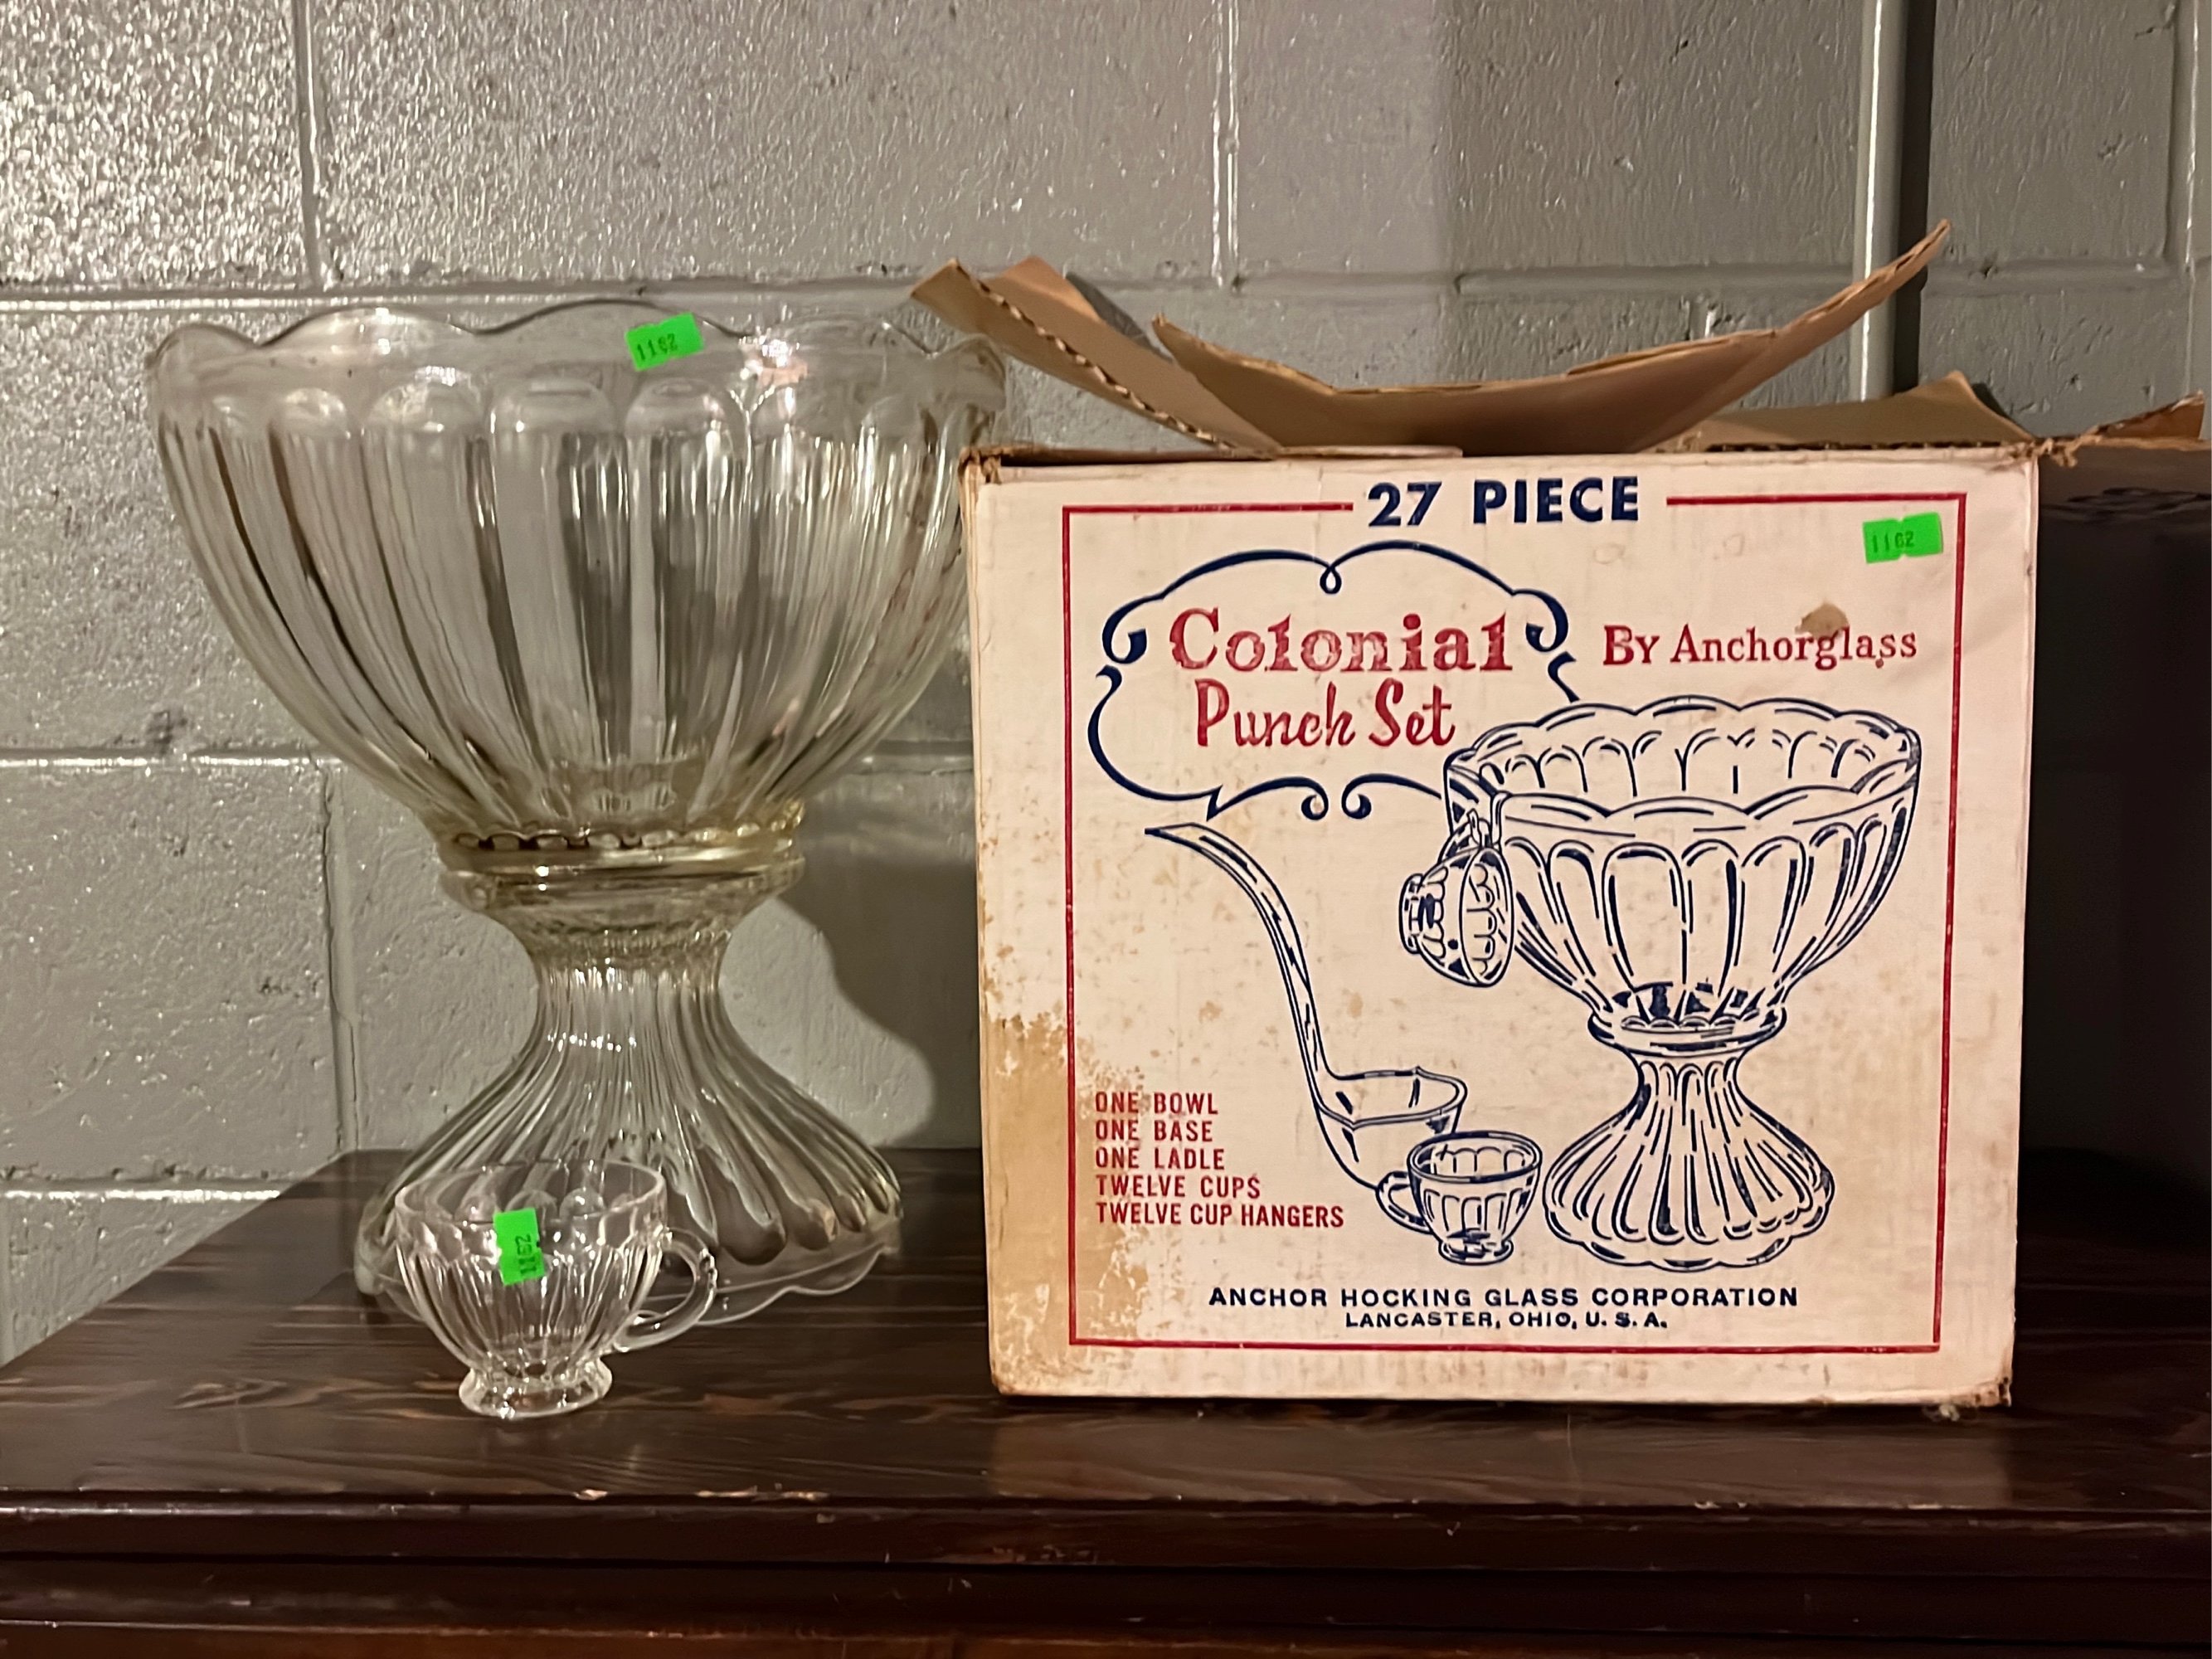 1162
27 PIECE
1162
Colonial
Punch Set
By Anchorglass
ONE BOWL
ONE BASE
ONE LADLE
TWELVE CUPS
TWELVE CUP HANGERS
1162
ANCHOR HOCKING GLASS CORPORATION
LANCASTER, OHIO, U. S. A.